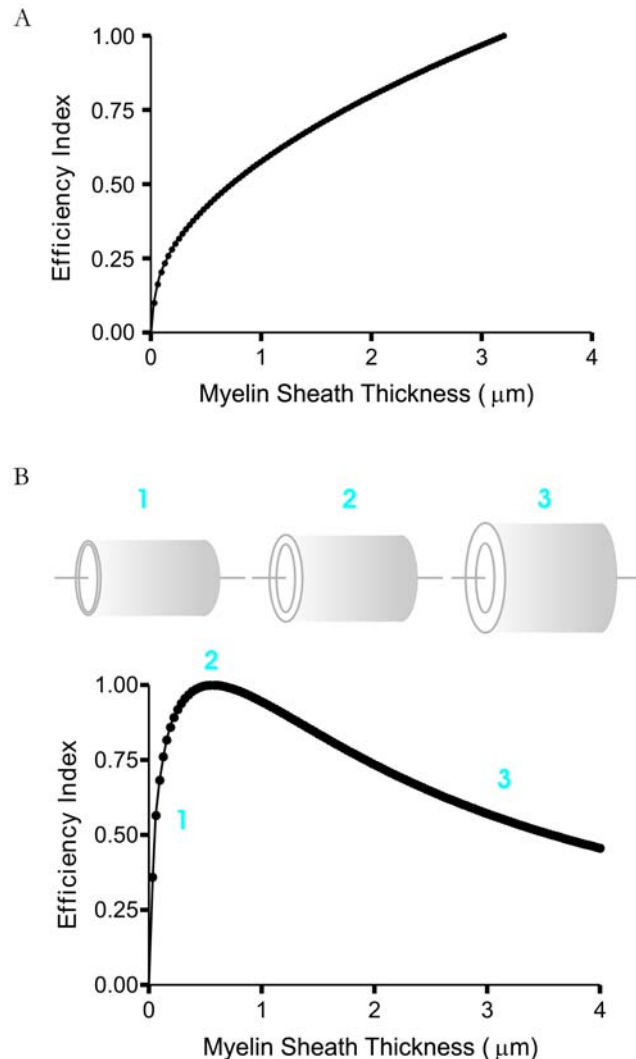 A
1.00
0.75
0.50
0.25
0.00
Efficiency Index
0 1 2 3 4
Myelin Sheath Thickness ( μm)
B
1 2 3
2
1.00
0.75
0.50
0.25
0.00
Efficiency Index
1
3
0 1 2 3 4
Myelin Sheath Thickness ( μm)